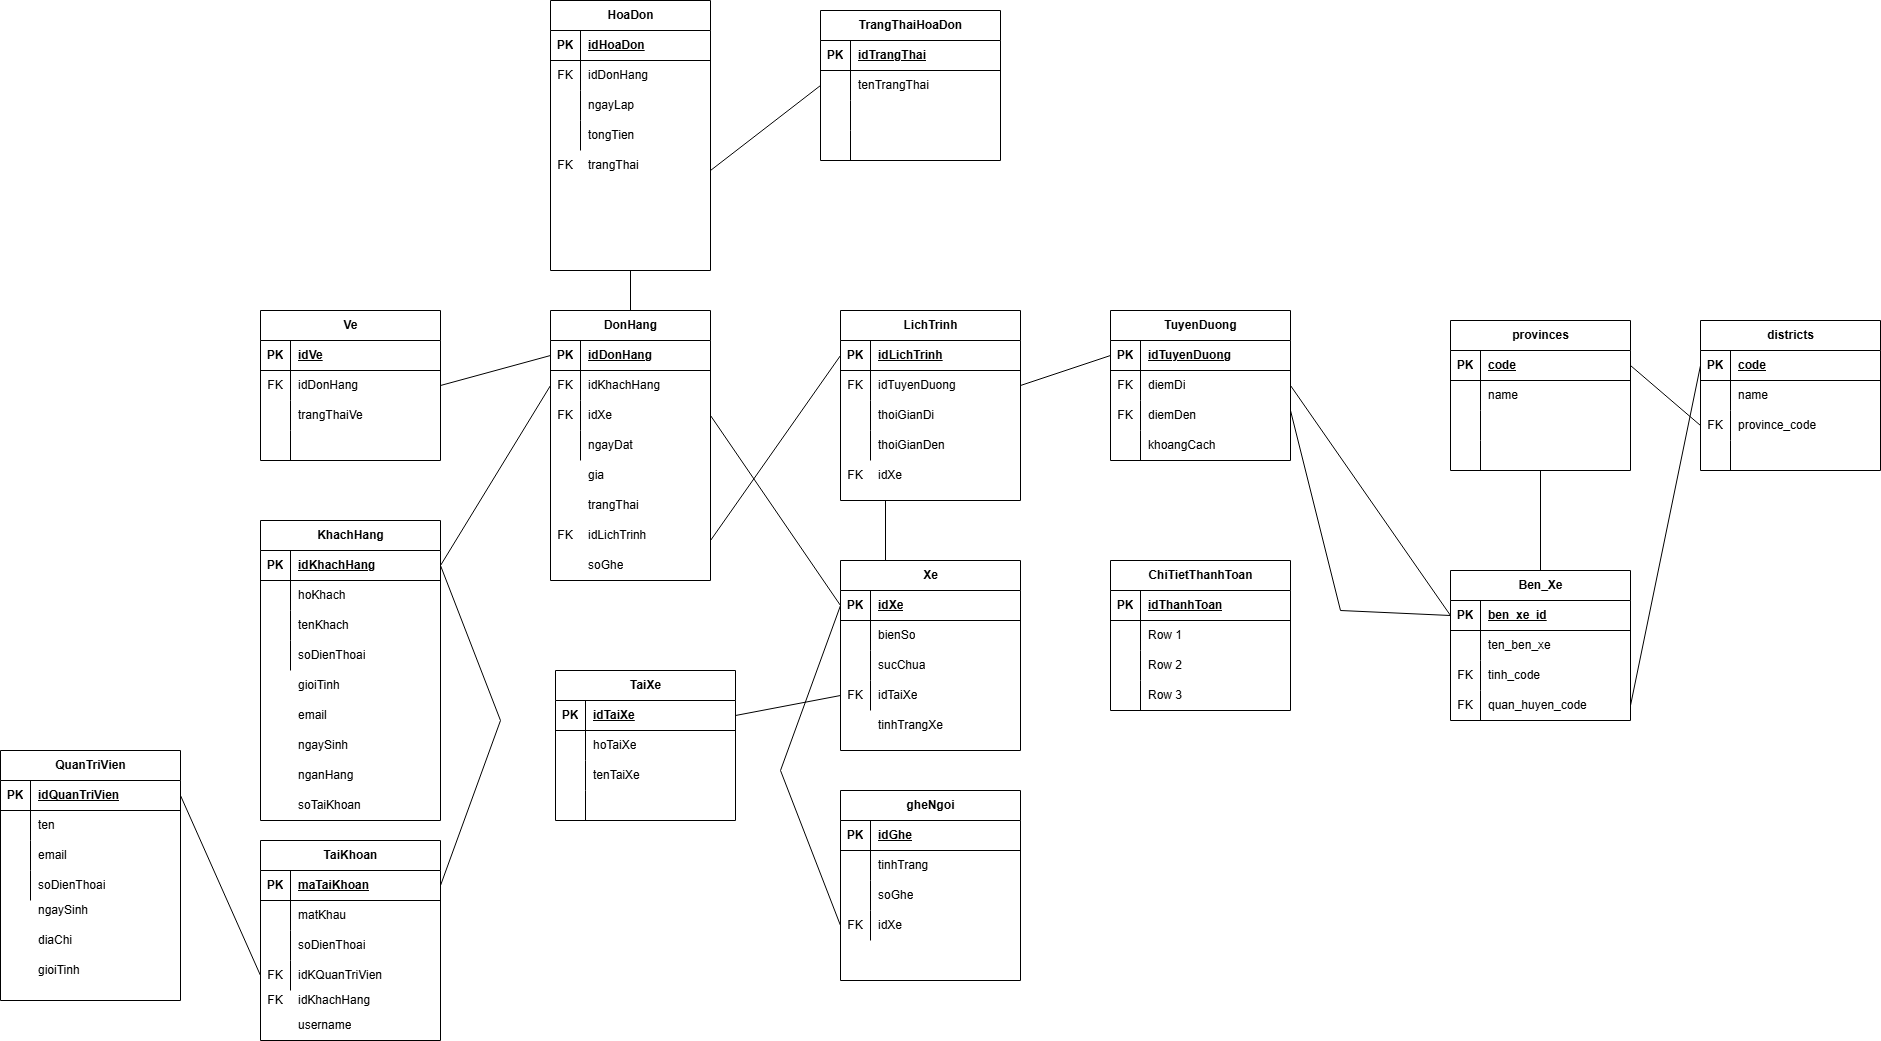 HoaDon
PK idHoaDon
FK idDonHang
ngayLap
tongTien
FK trangThai
TrangThaiHoaDon
PK idTrangThai
tenTrangThai
Ve
PK idVe
FK idDonHang
trangThaiVe
DonHang
PK idDonHang
FK idKhachHang
FK idXe
ngayDat
gia
trangThai
FK idLichTrinh
soGhe
LichTrinh
PK idLichTrinh
FK idTuyenDuong
thoiGianDi
thoiGianDen
FK idXe
TuyenDuong
PK idTuyenDuong
FK diemDi
FK diemDen
khoangCach
provinces
PK code
name
districts
PK code
name
FK province_code
KhachHang
PK idKhachHang
hoKhach
tenKhach
soDienThoai
gioiTinh
email
ngaySinh
nganHang
soTaiKhoan
Xe
PK idXe
bienSo
sucChua
FK idTaiXe
tinhTrangXe
ChiTietThanhToan
PK idThanhToan
Row 1
Row 2
Row 3
Ben_Xe
PK ben_xe_id
ten_ben_xe
FK tinh_code
FK quan_huyen_code
TaiXe
PK idTaiXe
hoTaiXe
tenTaiXe
QuanTriVien
PK idQuanTriVien
ten
email
soDienThoai
ngaySinh
diaChi
gioiTinh
TaiKhoan
PK maTaiKhoan
matKhau
soDienThoai
FK idKQuanTriVien
FK idKhachHang
username
gheNgoi
PK idGhe
tinhTrang
soGhe
FK idXe